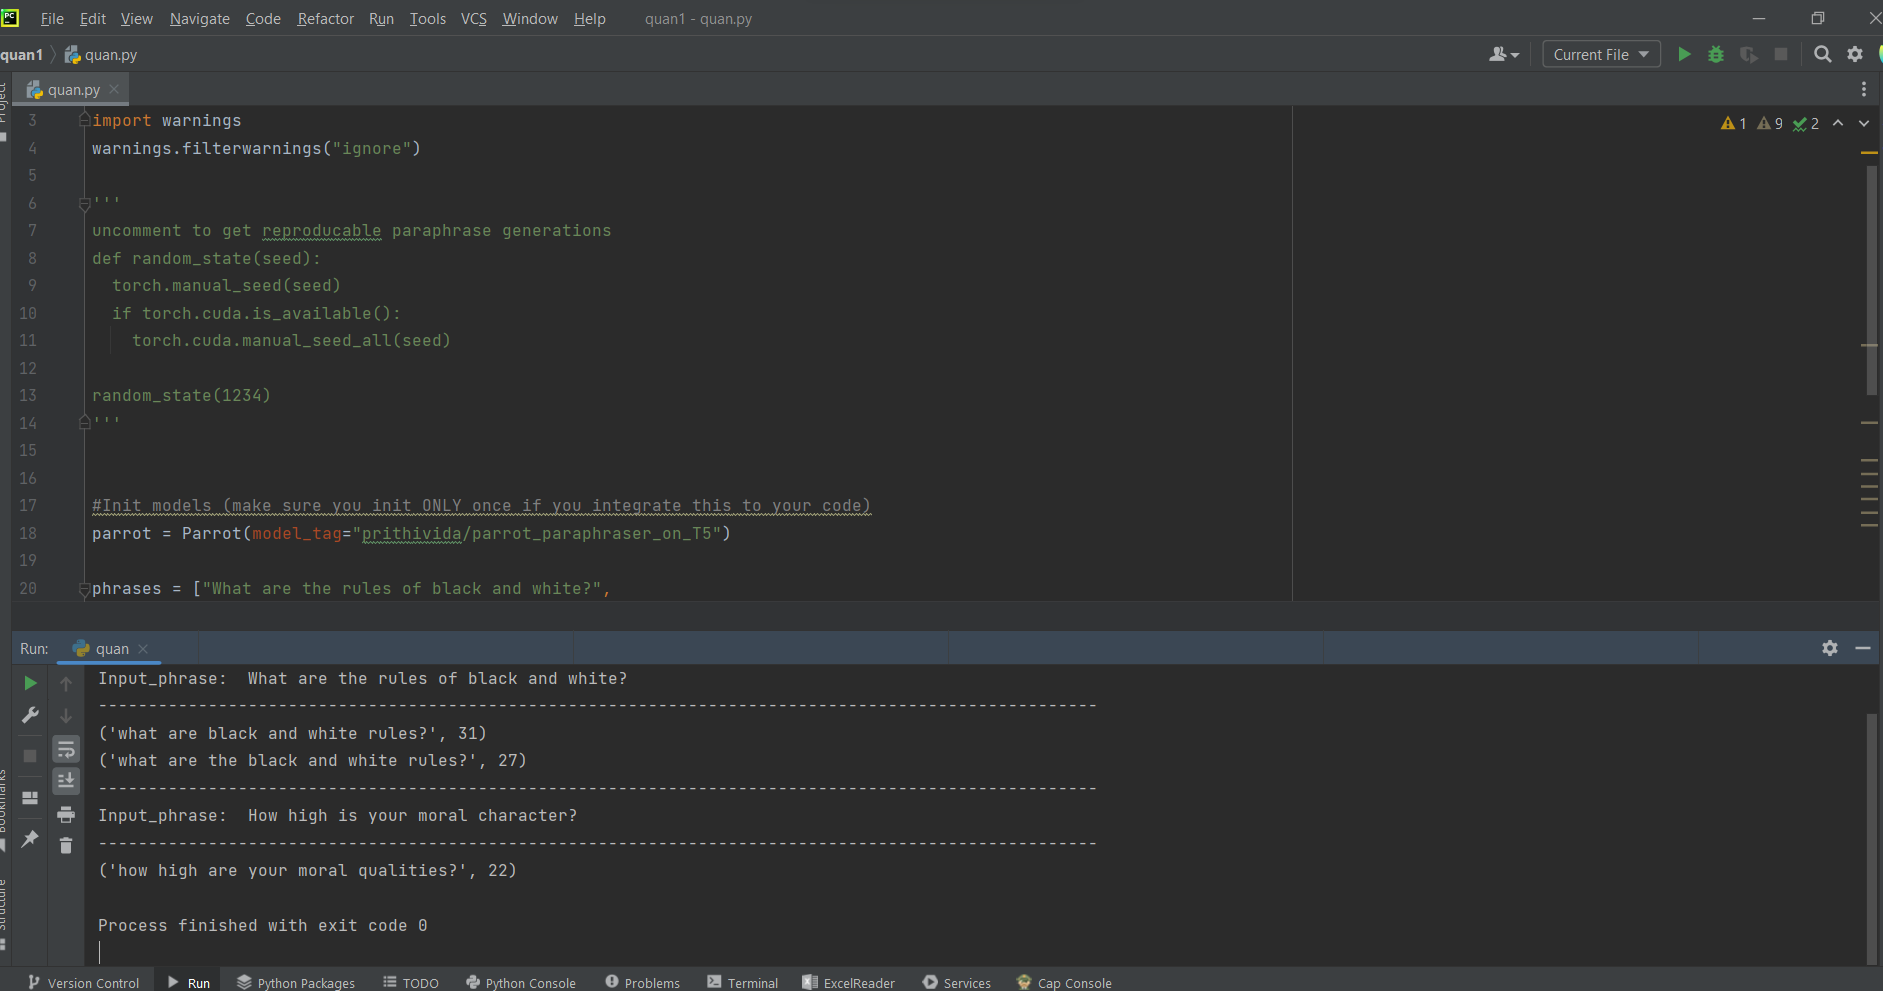 PC File Edit View Navigate Code Refactor Run Tools VCS Window Help quan1 - quan.py
quan1 quan.py Current File
Project
quan.py
1 9 2
3 import warnings
4 warnings.filterwarnings("ignore")
5
6 '''
7 uncomment to get reproducable paraphrase generations
8 def random_state(seed):
9 torch.manual_seed(seed)
10 if torch.cuda.is_available():
11 torch.cuda.manual_seed_all(seed)
12
13 random_state(1234)
14 '''
15
16
17 #Init models (make sure you init ONLY once if you integrate this to your code)
18 parrot = Parrot(model_tag="prithivida/parrot_paraphraser_on_T5")
19
20 phrases = ["What are the rules of black and white?",
Run: quan
Input_phrase: What are the rules of black and white?
----------------------------------------------------------------------------------------------------
('what are black and white rules?', 31)
('what are the black and white rules?', 27)
----------------------------------------------------------------------------------------------------
Input_phrase: How high is your moral character?
----------------------------------------------------------------------------------------------------
('how high are your moral qualities?', 22)
Process finished with exit code 0
Bookmarks
Structure
Version Control Run Python Packages TODO Python Console Problems Terminal ExcelReader Services Cap Console